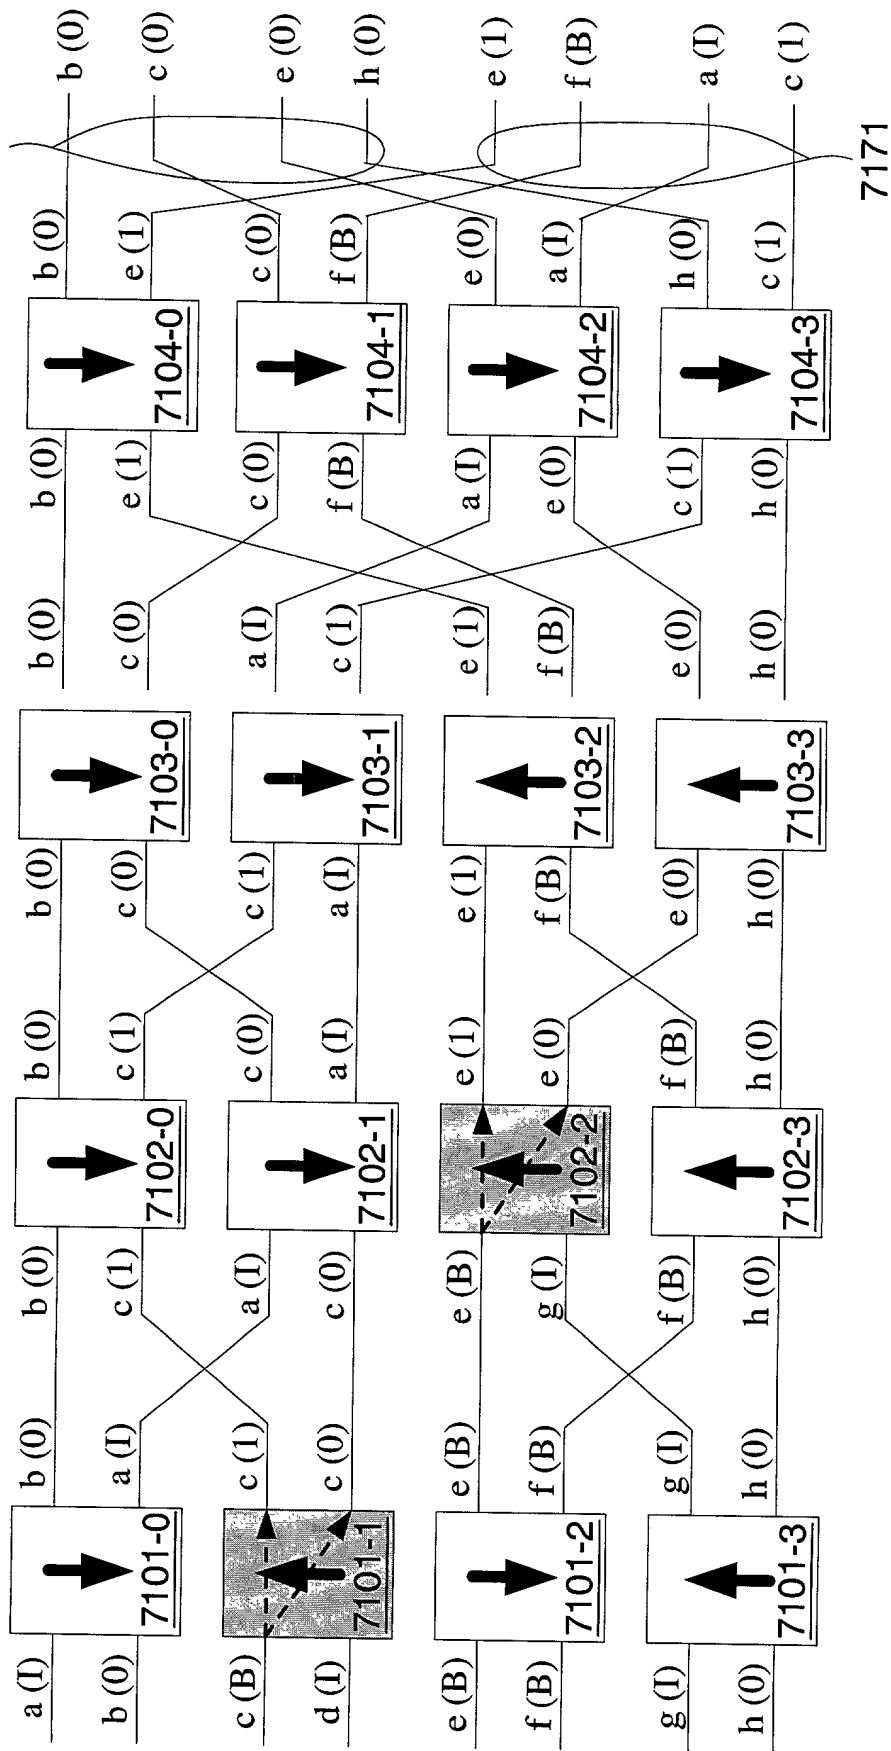 a (I)
b (0)
c (B)
d (I)
e (B)
f (B)
g (I)
h (0)
7101-0
7101-1
7101-2
7101-3
b (0)
a (I)
c (1)
c (0)
e (B)
f (B)
g (I)
h (0)
b (0)
c (1)
a (I)
c (0)
e (B)
g (I)
f (B)
h (0)
7102-0
7102-1
7102-2
7102-3
b (0)
c (1)
c (0)
a (I)
e (1)
e (0)
f (B)
h (0)
b (0)
c (0)
c (1)
a (I)
e (1)
f (B)
e (0)
h (0)
7103-0
7103-1
7103-2
7103-3
b (0)
c (0)
a (I)
c (1)
e (1)
f (B)
e (0)
h (0)
b (0)
e (1)
c (0)
f (B)
a (I)
e (0)
c (1)
h (0)
7104-0
7104-1
7104-2
7104-3
b (0)
e (1)
c (0)
f (B)
e (0)
a (I)
h (0)
c (1)
b (0)
c (0)
e (0)
h (0)
e (1)
f (B)
a (I)
c (1)
7171